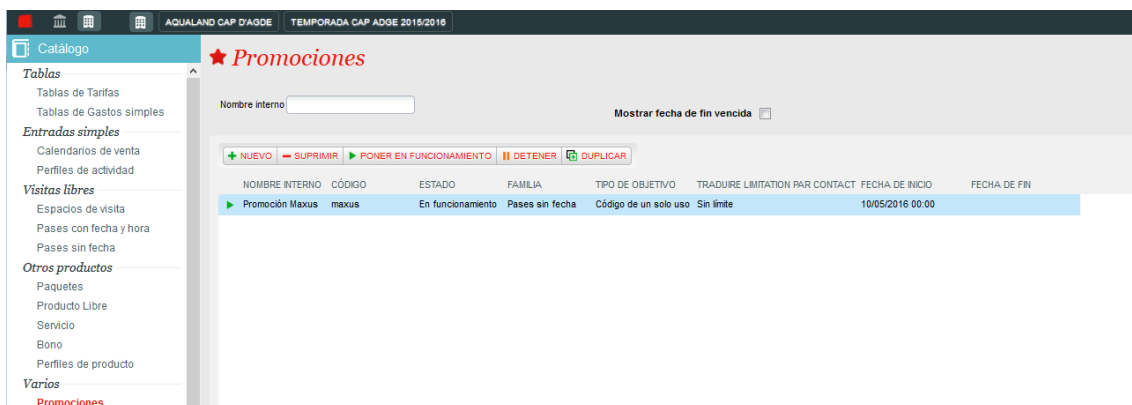 AQUALAND CAP D'AGDE TEMPORADA CAP ADGE 2015/2016
Catálogo
Tablas
Tablas de Tarifas
Tablas de Gastos simples
Entradas simples
Calendarios de venta
Perfiles de actividad
Visitas libres
Espacios de visita
Pases con fecha y hora
Pases sin fecha
Otros productos
Paquetes
Producto Libre
Servicio
Bono
Perfiles de producto
Varios
Promociones
Promociones
Nombre interno
Mostrar fecha de fin vencida
NUEVO SUPRIMIR PONER EN FUNCIONAMIENTO DETENER DUPLICAR
NOMBRE INTERNO CÓDIGO ESTADO FAMILIA TIPO DE OBJETIVO TRADUIRE LIMITATION PAR CONTACT FECHA DE INICIO FECHA DE FIN
Promoción Maxus maxus En funcionamiento Pases sin fecha Código de un solo uso Sin límite 10/05/2016 00:00